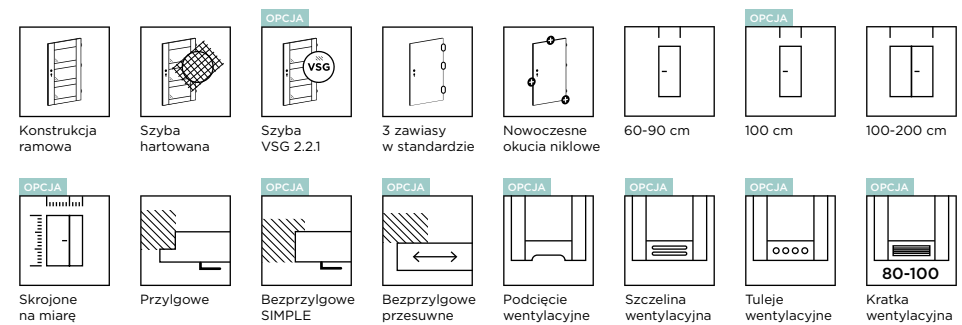 OPCJA
OPCJA
VSG
Konstrukcja
ramowa
Szyba
hartowana
Szyba
VSG 2.2.1
3 zawiasy
w standardzie
Nowoczesne
okucia niklowe
60-90 cm
100 cm
100-200 cm
OPCJA
OPCJA
OPCJA
OPCJA
OPCJA
OPCJA
OPCJA
80-100
Skrojone
na miarę
Przylgowe
Bezprzylgowe
SIMPLE
Bezprzylgowe
przesuwne
Podcięcie
wentylacyjne
Szczelina
wentylacyjna
Tuleje
wentylacyjne
Kratka
wentylacyjna